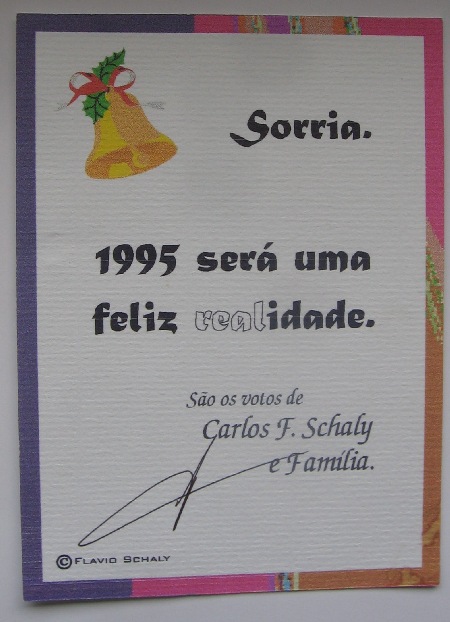 Sorria.
1995 será uma
feliz realidade.
São os votos de
Carlos F. Schaly
e Família.
© FLAVIO SCHALY